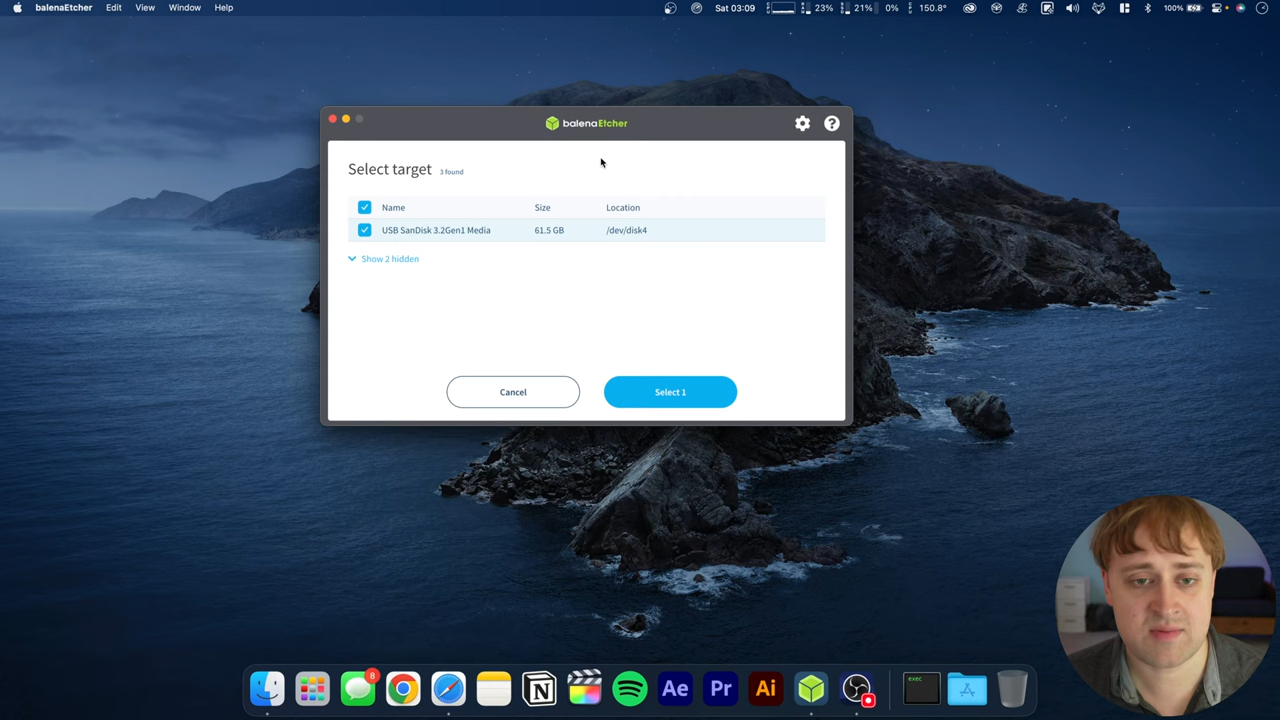 balenaEtcher Edit View Window Help
Sat 03:09 23% 21% 0% 150.8° 100%
balenaEtcher
Select target 3 found
Name Size Location
USB SanDisk 3.2Gen1 Media 61.5 GB /dev/disk4
Show 2 hidden
Cancel Select 1
8
N Ae Pr Ai exec